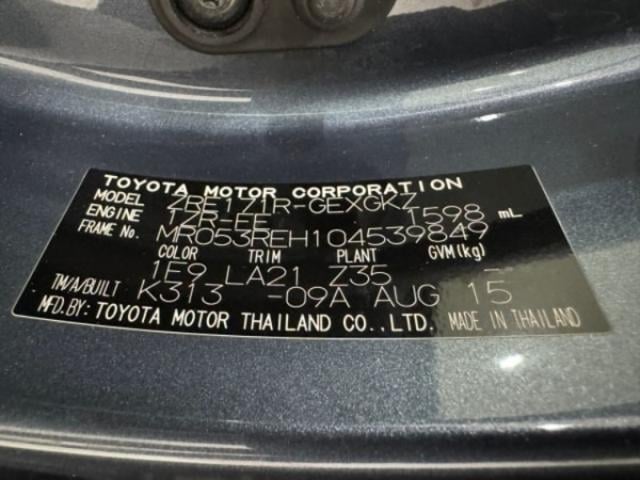 TOYOTA MOTOR CORPORATION
MODEL ZRE171R-GEXGKZ
ENGINE 1ZR-FE 1598 mL
FRAME No. MR053REH104539849
COLOR TRIM PLANT GVM(kg)
1E9 LA21 Z35 --
TM/A/BUILT K313 -09A AUG 15
MFD.BY: TOYOTA MOTOR THAILAND CO.,LTD. MADE IN THAILAND